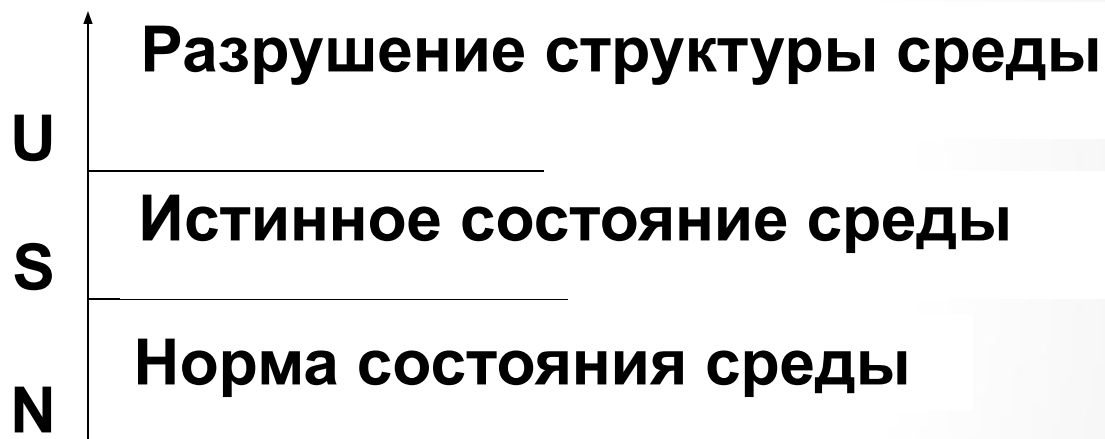 Разрушение структуры среды
U
Истинное состояние среды
S
Норма состояния среды
N